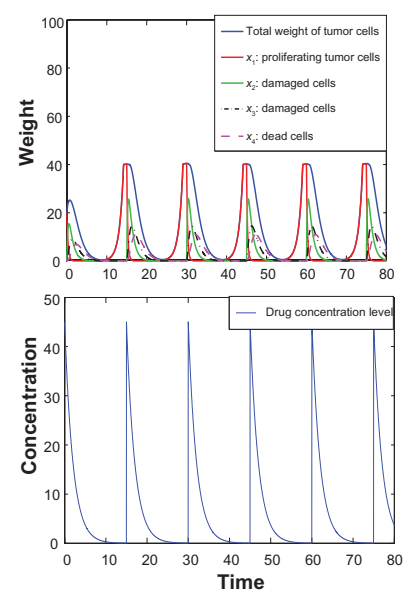 100
80
60
40
20
0
Weight
Total weight of tumor cells
x1: proliferating tumor cells
x2: damaged cells
x3: damaged cells
x4: dead cells
0 10 20 30 40 50 60 70 80
50
40
30
20
10
0
Concentration
Drug concentration level
0 10 20 30 40 50 60 70 80
Time